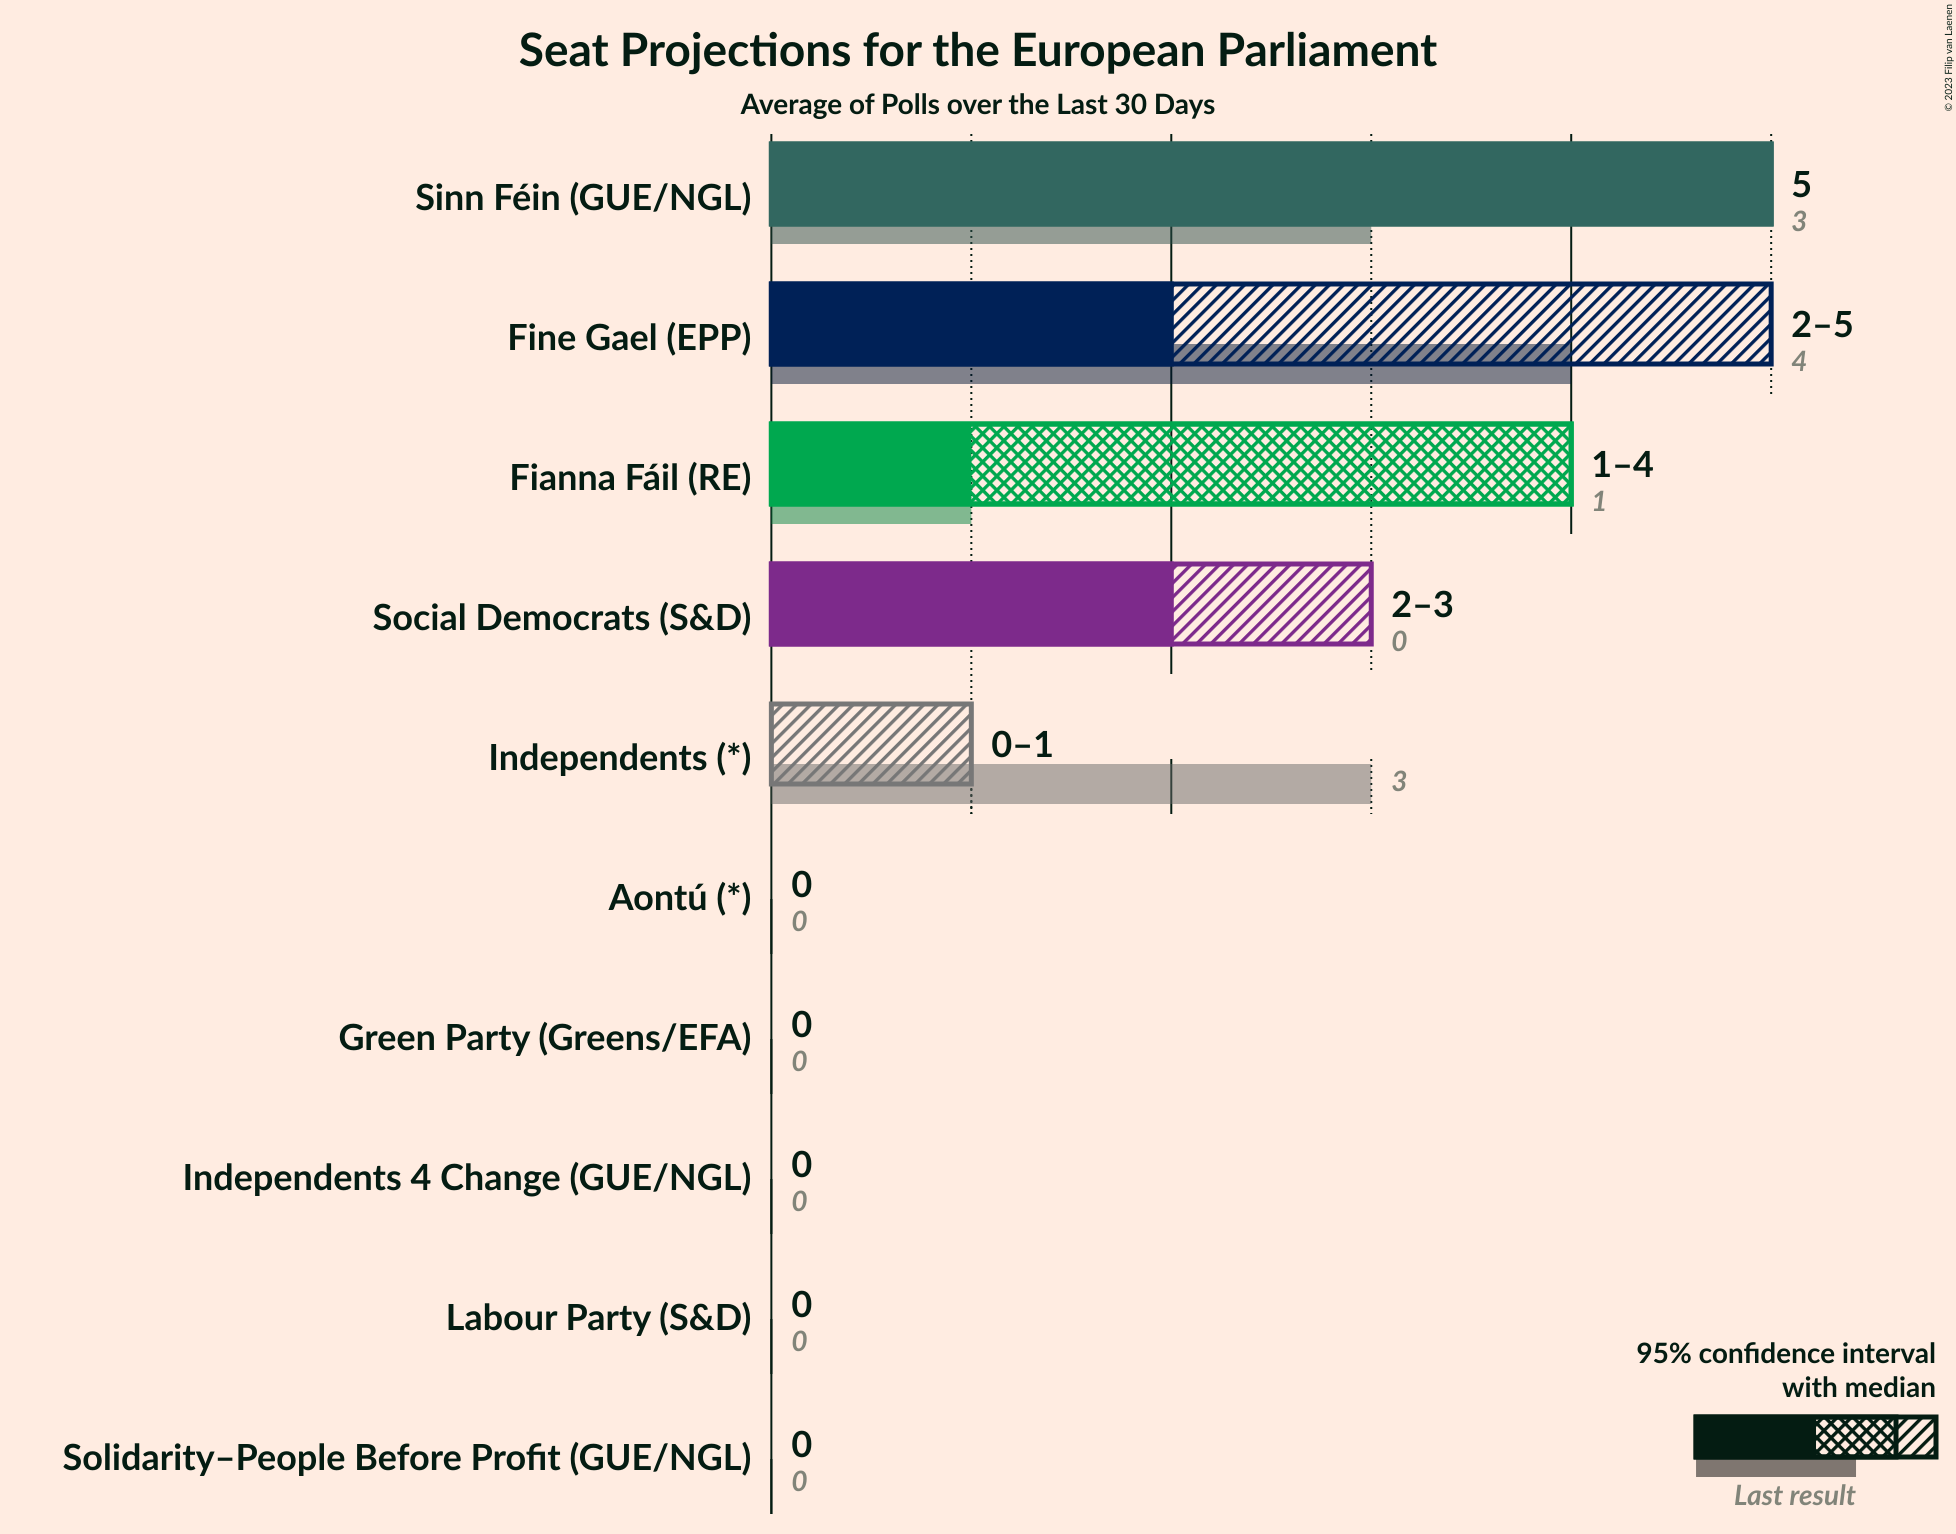 Seat Projections for the European Parliament
Average of Polls over the Last 30 Days
© 2023 Filip van Laenen
Sinn Féin (GUE/NGL)
5
3
Fine Gael (EPP)
2–5
4
Fianna Fáil (RE)
1–4
1
Social Democrats (S&D)
2–3
0
Independents (*)
0–1
3
Aontú (*)
0
0
Green Party (Greens/EFA)
0
0
Independents 4 Change (GUE/NGL)
0
0
Labour Party (S&D)
0
0
Solidarity–People Before Profit (GUE/NGL)
0
0
95% confidence interval
with median
Last result